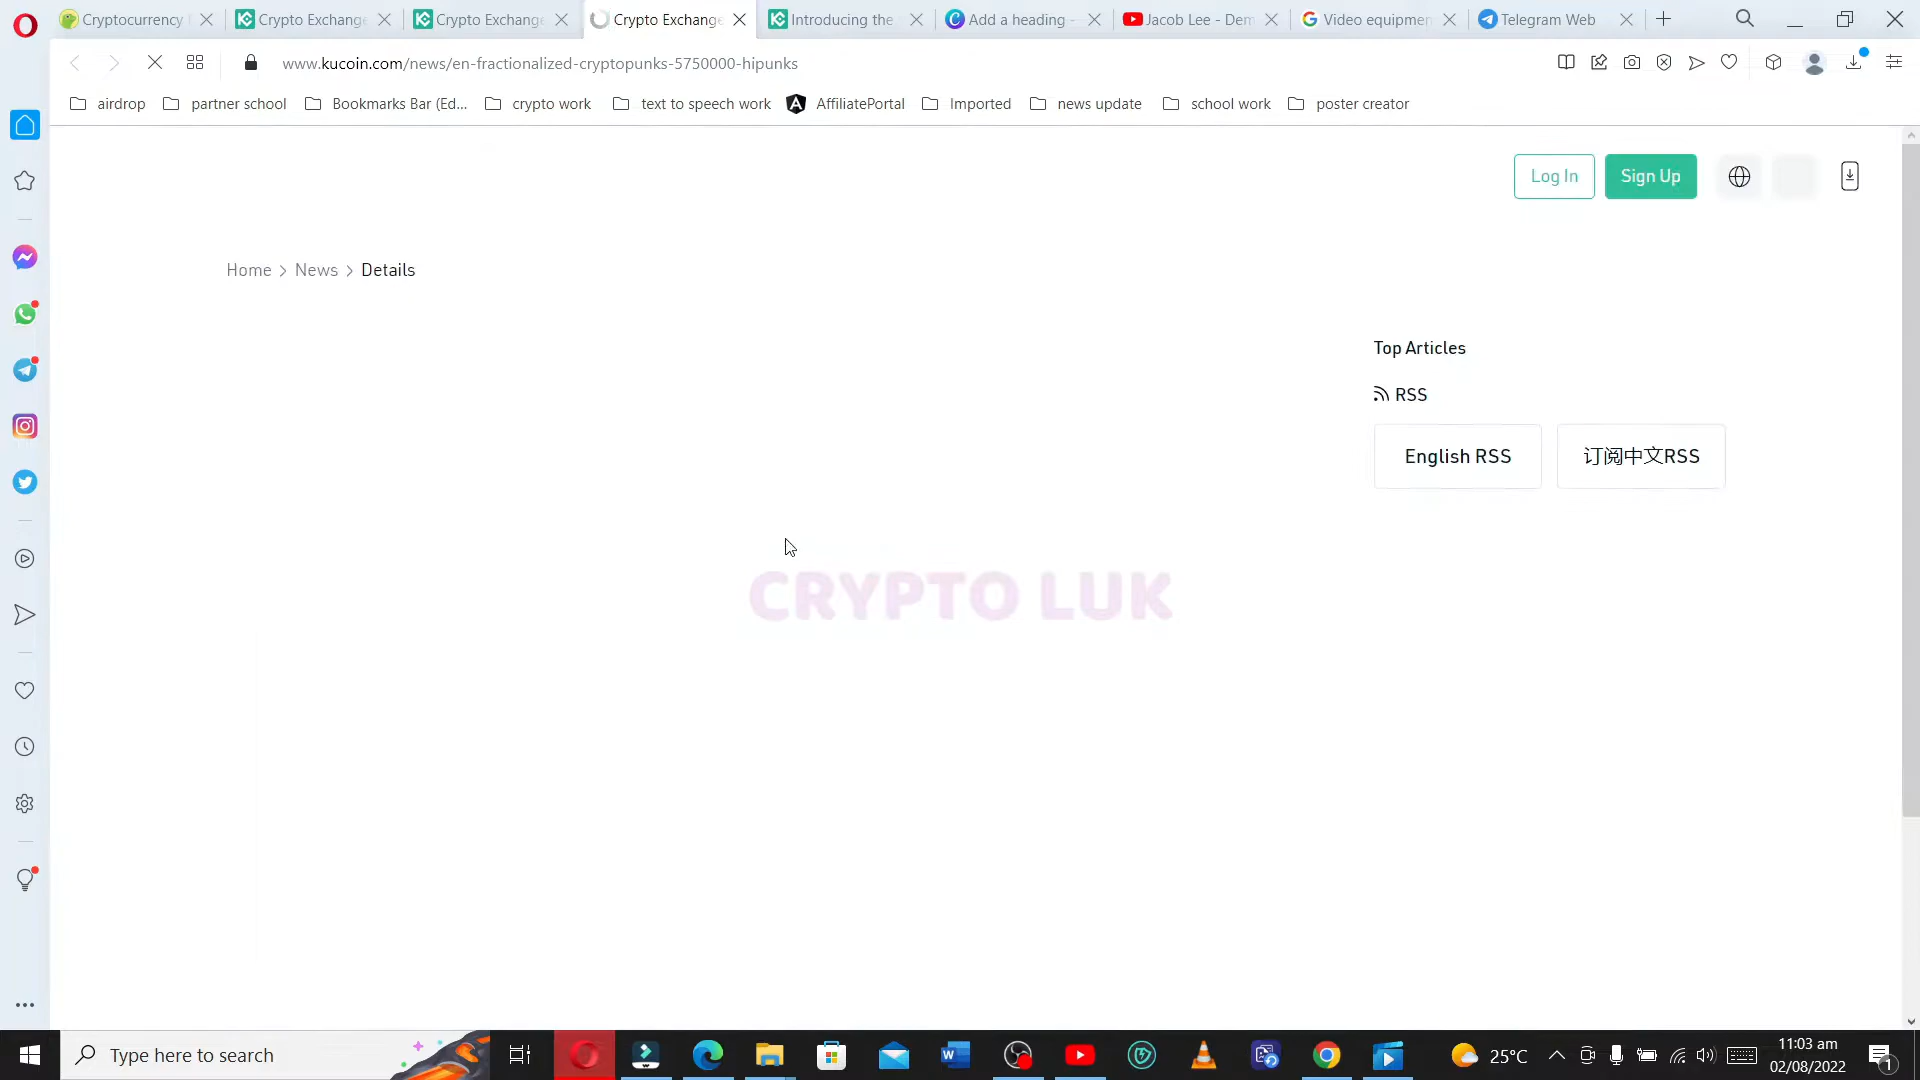 Cryptocurrency
Crypto Exchange
Crypto Exchange
Crypto Exchange
Introducing the
Add a heading -
Jacob Lee - Dem
Video equipmen
Telegram Web
www.kucoin.com/news/en-fractionalized-cryptopunks-5750000-hipunks
airdrop
partner school
Bookmarks Bar (Ed...
crypto work
text to speech work
AffiliatePortal
Imported
news update
school work
poster creator
Log In
Sign Up
Home > News > Details
Top Articles
RSS
English RSS
订阅中文RSS
CRYPTO LUK
Type here to search
25°C
11:03 am
02/08/2022
1